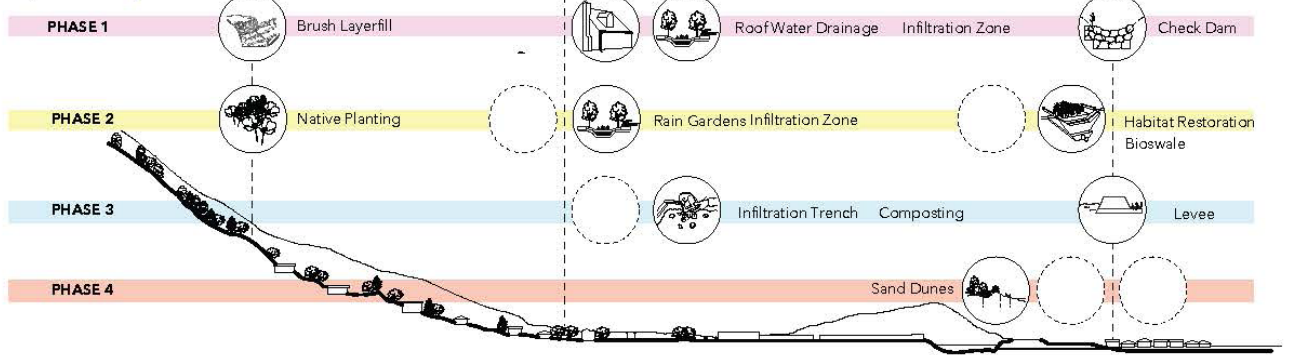 PHASE 1
Brush Layerfill
Roof Water Drainage
Infiltration Zone
Check Dam
PHASE 2
Native Planting
Rain Gardens Infiltration Zone
Habitat Restoration
Bioswale
PHASE 3
Infiltration Trench
Composting
Levee
PHASE 4
Sand Dunes